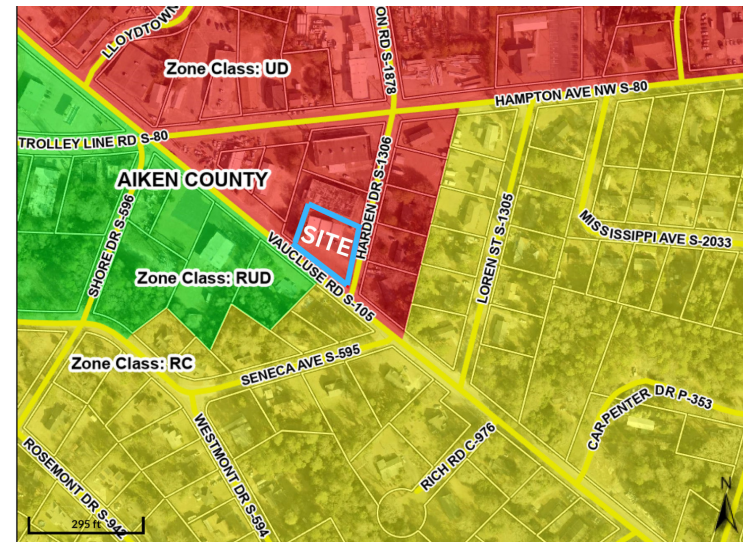 LLOYDTOWN
ON RD S-1878
Zone Class: UD
HAMPTON AVE NW S-80
TROLLEY LINE RD S-80
HARDEN DR S-1306
AIKEN COUNTY
SHORE DR S-596
SITE
LOREN ST S-1305
MISSISSIPPI AVE S-2033
VAUCLUSE RD S-105
Zone Class: RUD
Zone Class: RC
SENECA AVE S-595
CARPENTER DR P-353
WESTMONT DR S-594
RICH RD C-976
ROSEMONT DR S-942
N
295 ft